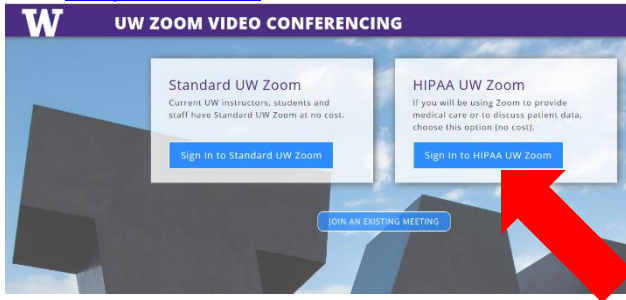 W UW ZOOM VIDEO CONFERENCING
Standard UW Zoom
Current UW instructors, students and
staff have Standard UW Zoom at no cost.
Sign in to Standard UW Zoom
HIPAA UW Zoom
If you will be using Zoom to provide
medical care or to discuss patient data,
choose this option (no cost).
Sign in to HIPAA UW Zoom
JOIN AN EXISTING MEETING